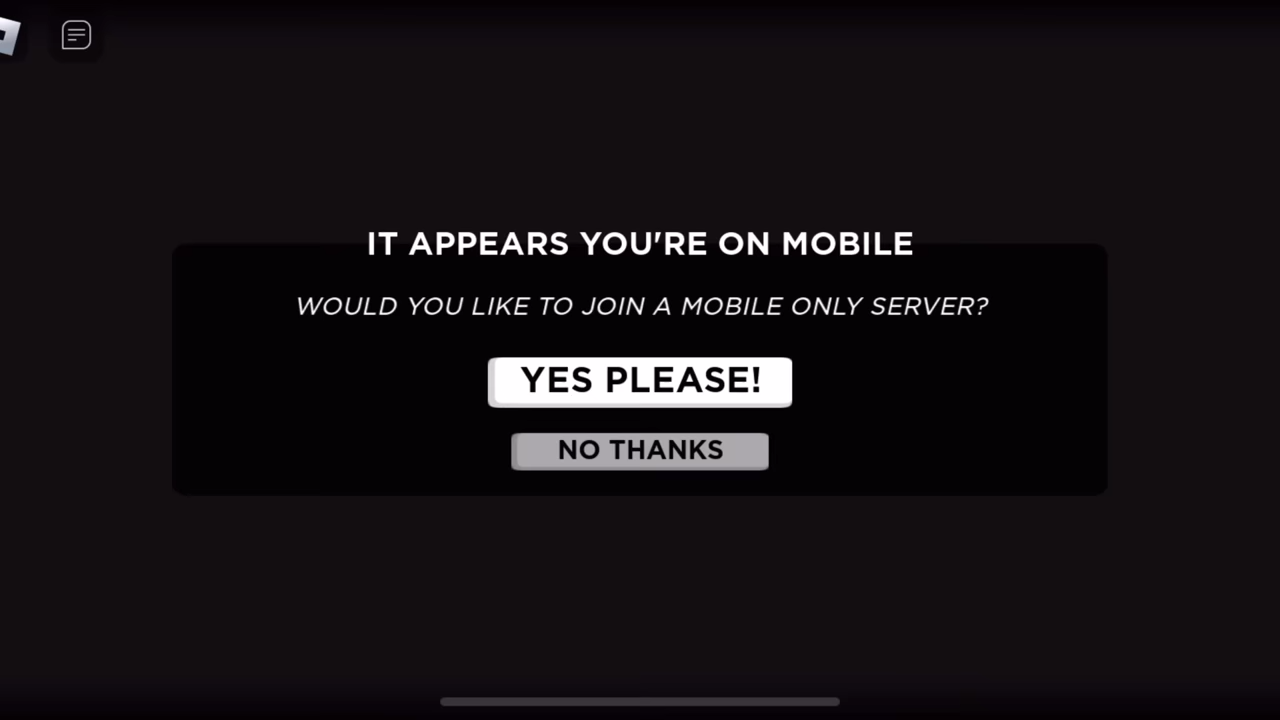 IT APPEARS YOU'RE ON MOBILE
WOULD YOU LIKE TO JOIN A MOBILE ONLY SERVER?
YES PLEASE!
NO THANKS